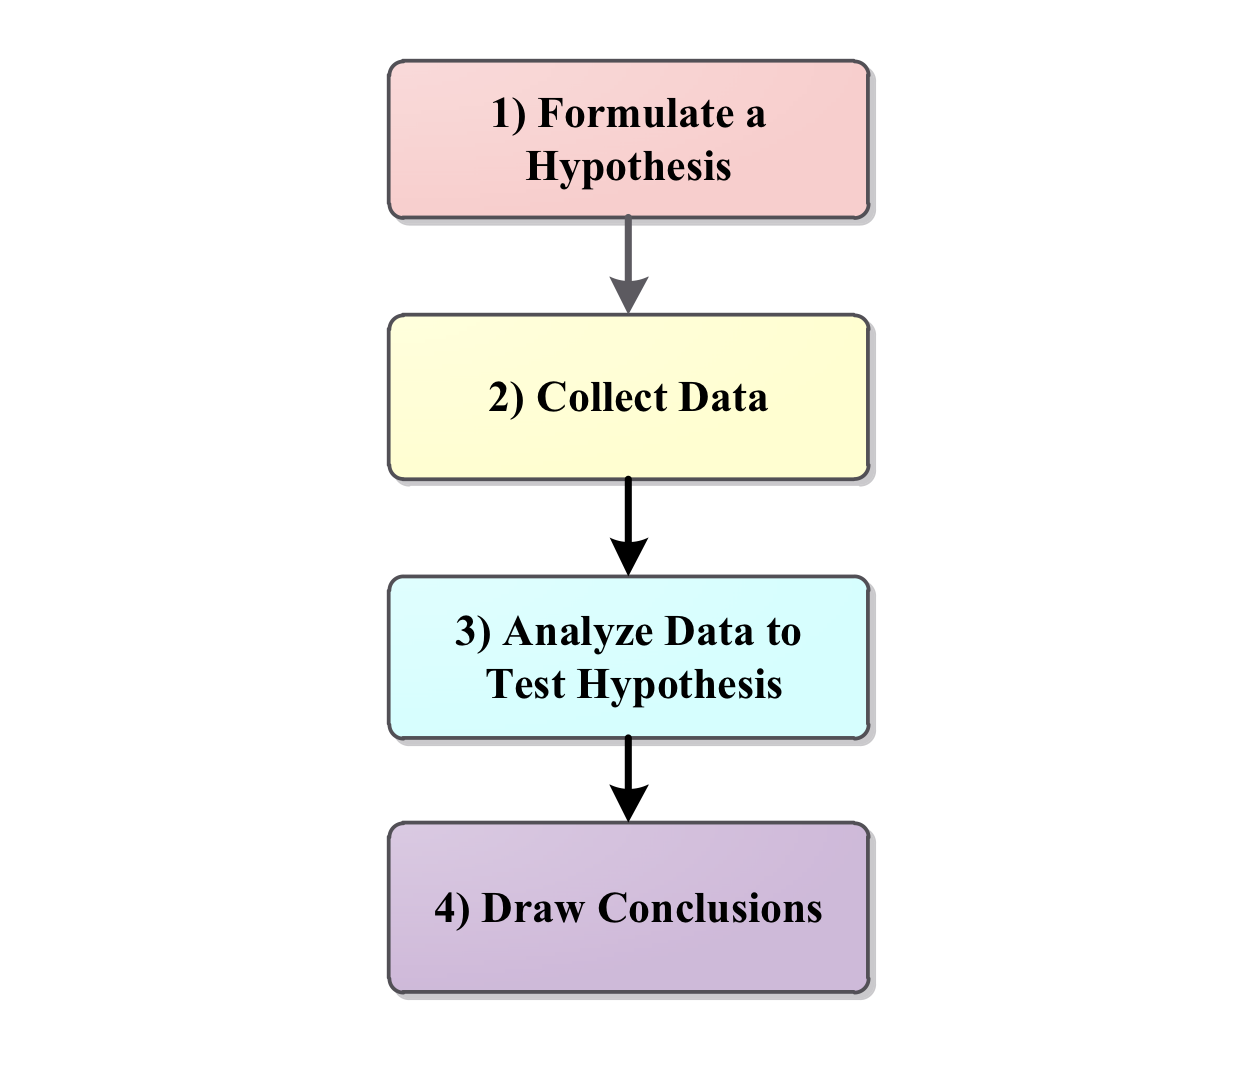 1) Formulate a
Hypothesis
2) Collect Data
3) Analyze Data to
Test Hypothesis
4) Draw Conclusions